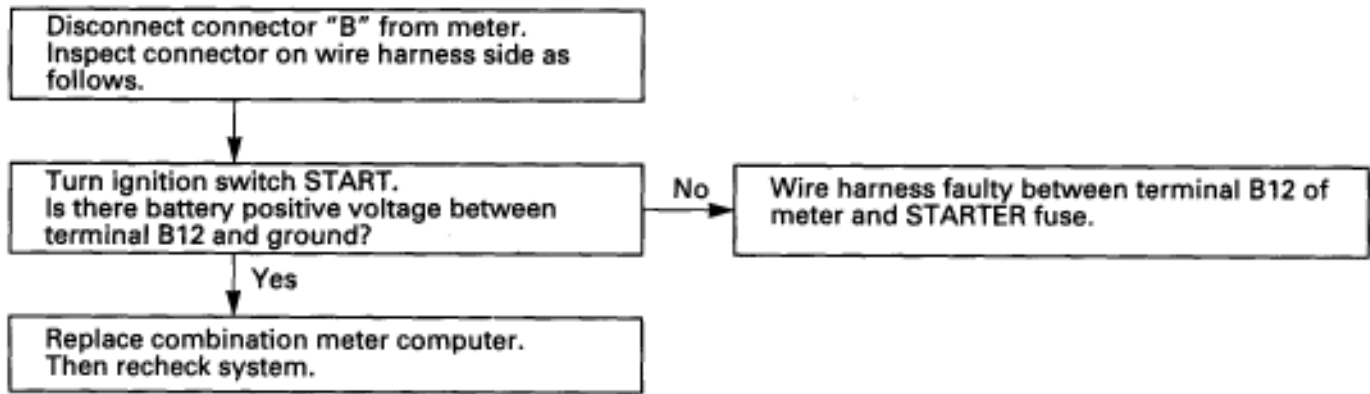 Disconnect connector "B" from meter.
Inspect connector on wire harness side as
follows.
Turn ignition switch START.
Is there battery positive voltage between
terminal B12 and ground?
No
Wire harness faulty between terminal B12 of
meter and STARTER fuse.
Yes
Replace combination meter computer.
Then recheck system.